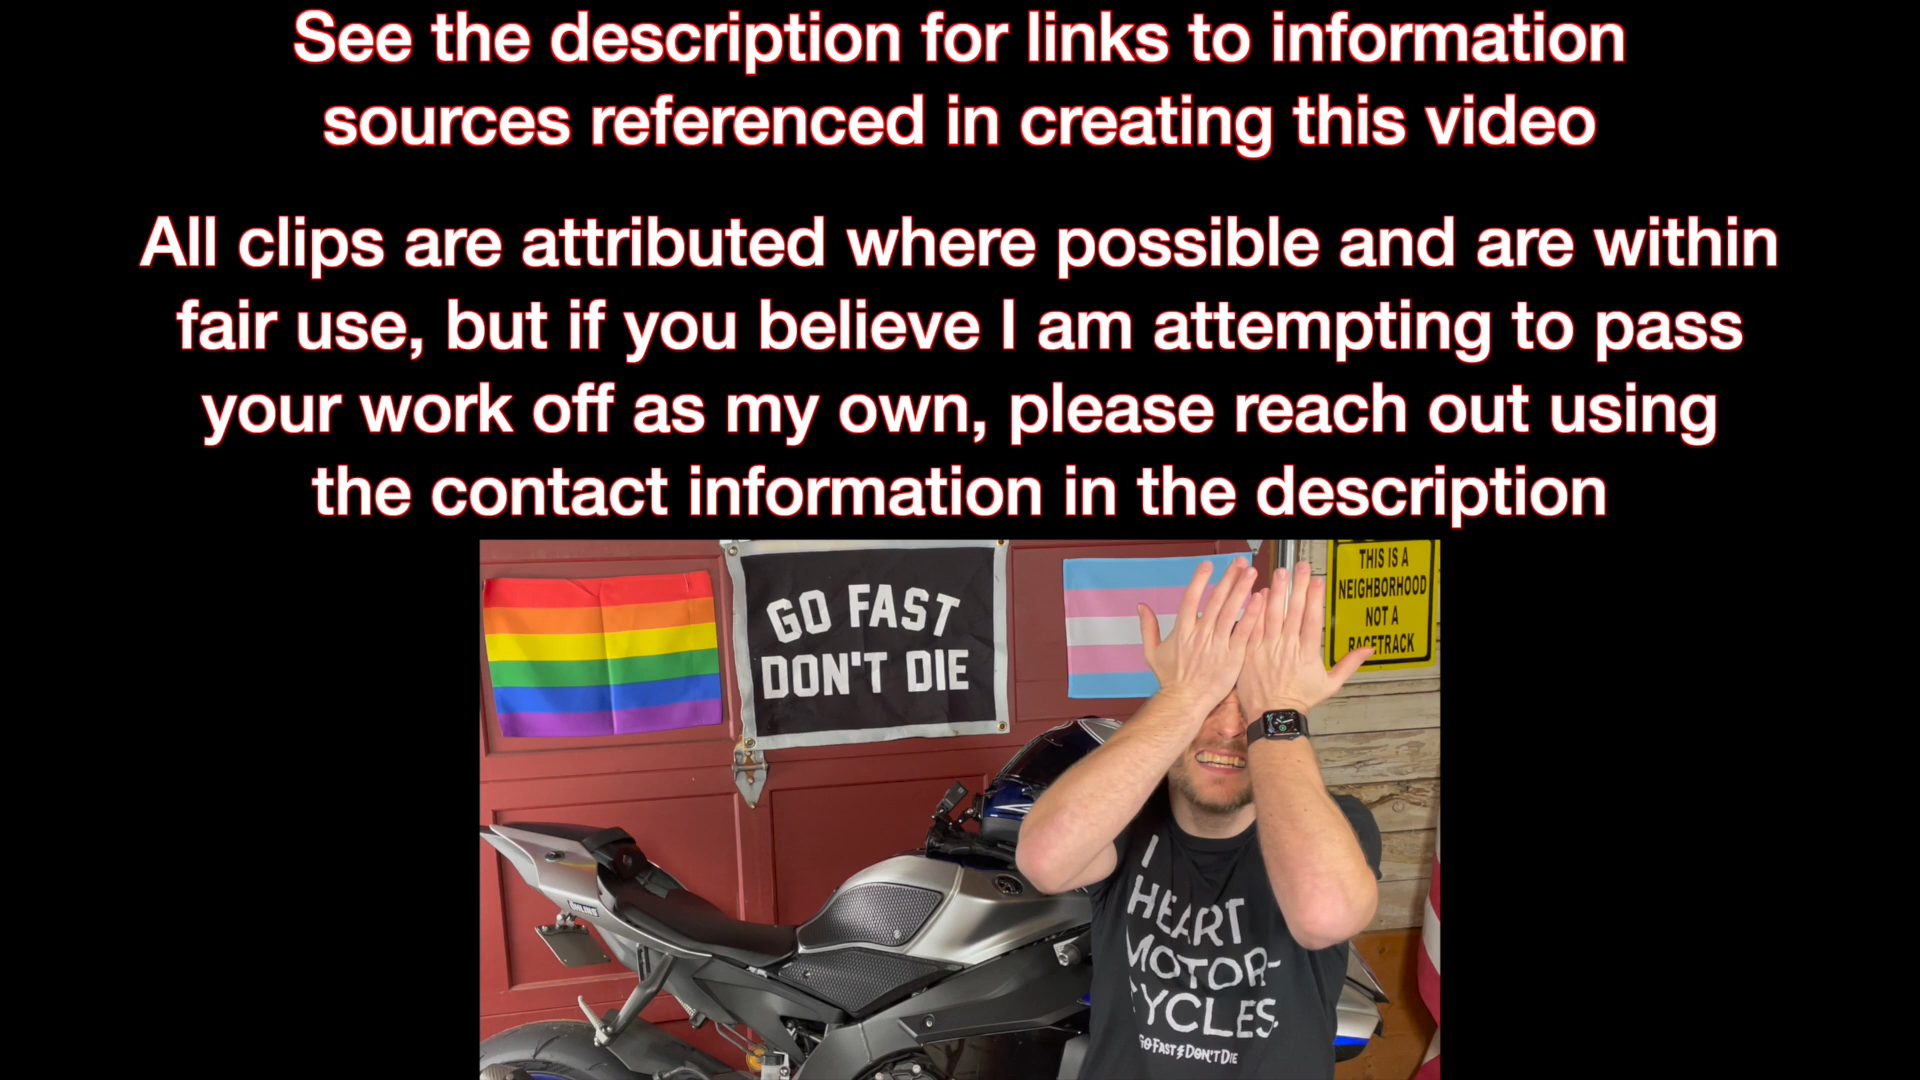 See the description for links to information
sources referenced in creating this video
All clips are attributed where possible and are within
fair use, but if you believe I am attempting to pass
your work off as my own, please reach out using
the contact information in the description
GO FAST
DON'T DIE
THIS IS A
NEIGHBORHOOD
NOT A
RACETRACK
I
HEART
MOTOR-
CYCLES.
GO FAST DON'T DIE